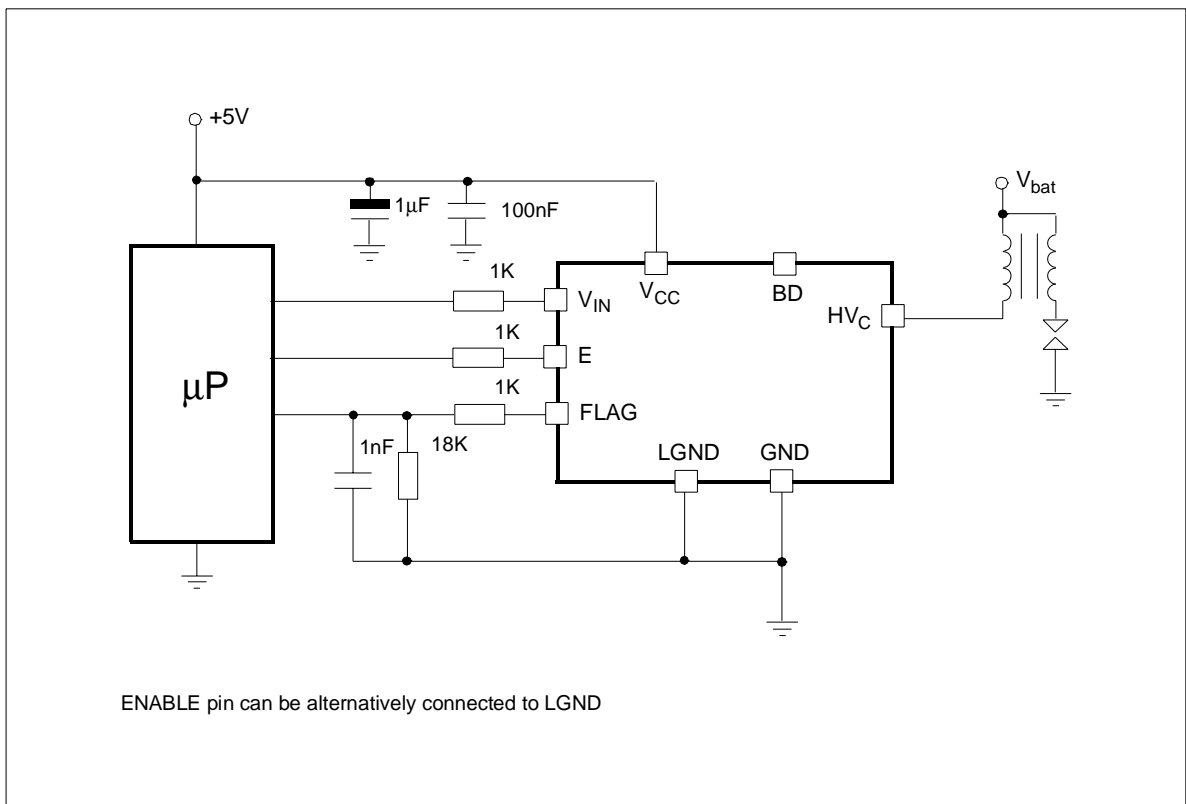 +5V
V_bat
1μF
100nF
1K
V_IN
V_CC
BD
HV_C
1K
E
μP
1K
FLAG
1nF
18K
LGND
GND
ENABLE pin can be alternatively connected to LGND